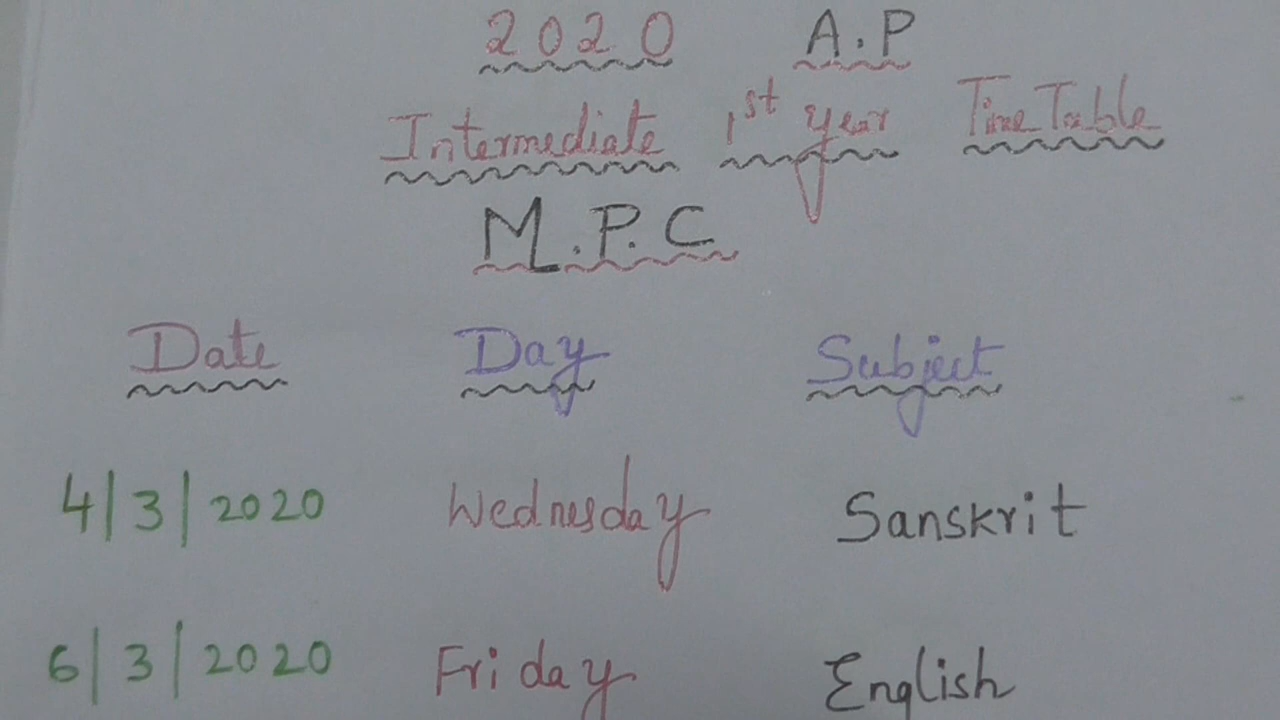 2020 A.P
Intermediate 1st year Time Table
M.P.C
Date Day Subject
4/3/2020 Wednesday Sanskrit
6/3/2020 Friday English